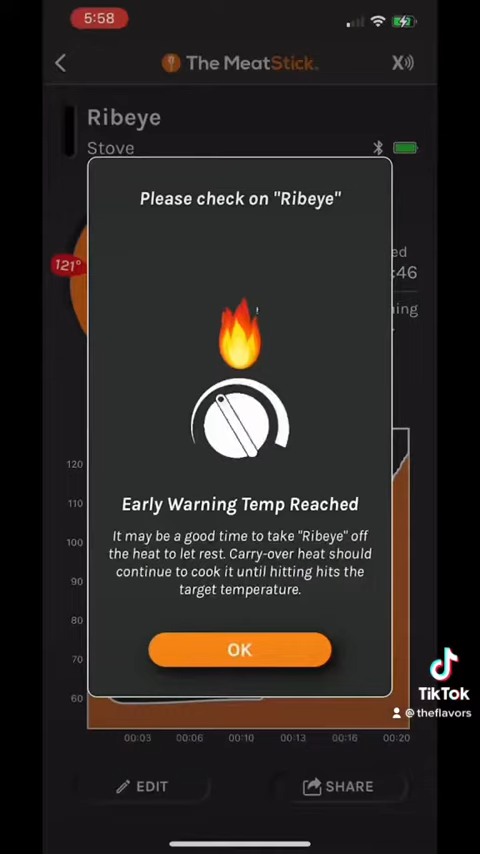 5:58
The MeatStick.
Ribeye
Stove
Please check on "Ribeye"
121°
ed
:46
ning
Early Warning Temp Reached
It may be a good time to take "Ribeye" off
the heat to let rest. Carry-over heat should
continue to cook it until hitting hits the
target temperature.
OK
120
110
100
90
80
70
60
00:03 00:06 00:10 00:13 00:16 00:20
EDIT SHARE
TikTok
@theflavors